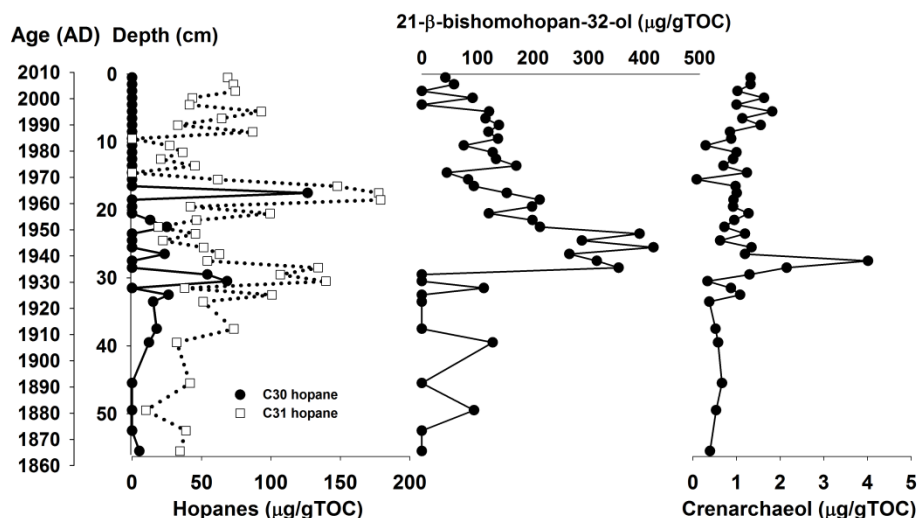 21-β-bishomohopan-32-ol (µg/gTOC)
Age (AD) Depth (cm)
0 100 200 300 400 500
2010
2000
1990
1980
1970
1960
1950
1940
1930
1920
1910
1900
1890
1880
1870
1860
0
10
20
30
40
50
C30 hopane
C31 hopane
0 50 100 150 200
Hopanes (µg/gTOC)
0 1 2 3 4 5
Crenarchaeol (µg/gTOC)